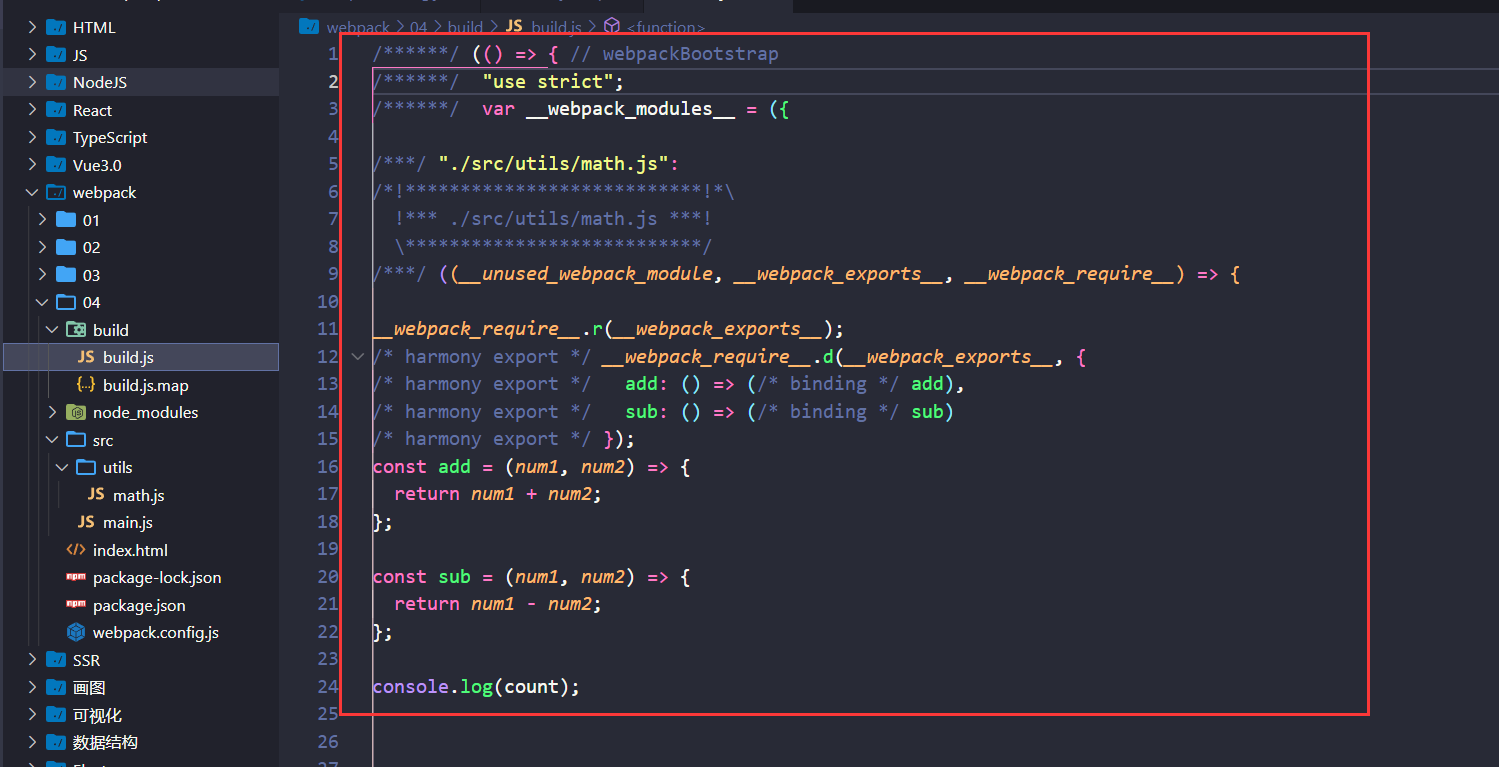 HTML
JS
NodeJS
React
TypeScript
Vue3.0
webpack
01
02
03
04
build
JS build.js
{..} build.js.map
node_modules
src
utils
JS math.js
JS main.js
index.html
npm package-lock.json
npm package.json
webpack.config.js
SSR
画图
可视化
数据结构
webpack > 04 > build > JS build.js > <function>
1 /******/ (() => { // webpackBootstrap
2 /******/ "use strict";
3 /******/ var __webpack_modules__ = ({
4
5 /***/ "./src/utils/math.js":
6 /*!***************************!*\
7 !*** ./src/utils/math.js ***!
8 \***************************/
9 /***/ ((__unused_webpack_module, __webpack_exports__, __webpack_require__) => {
10
11 __webpack_require__.r(__webpack_exports__);
12 /* harmony export */ __webpack_require__.d(__webpack_exports__, {
13 /* harmony export */   add: () => (/* binding */ add),
14 /* harmony export */   sub: () => (/* binding */ sub)
15 /* harmony export */ });
16 const add = (num1, num2) => {
17   return num1 + num2;
18 };
19
20 const sub = (num1, num2) => {
21   return num1 - num2;
22 };
23
24 console.log(count);
25
26
27